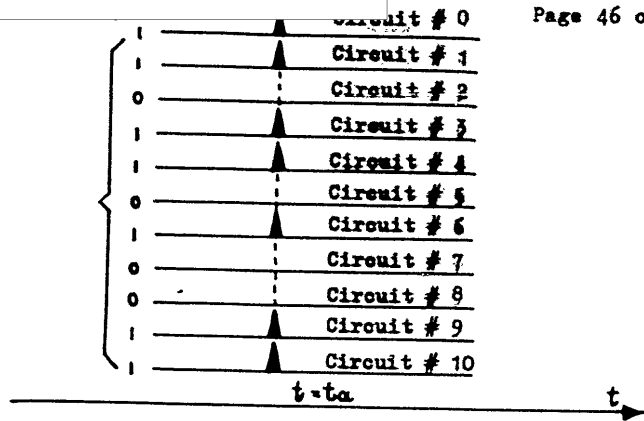 Circuit # 0 Page 46 o
1
1 Circuit # 1
0 Circuit # 2
1 Circuit # 3
1 Circuit # 4
0 Circuit # 5
1 Circuit # 6
0 Circuit # 7
0 Circuit # 8
1 Circuit # 9
1 Circuit # 10
t = ta t